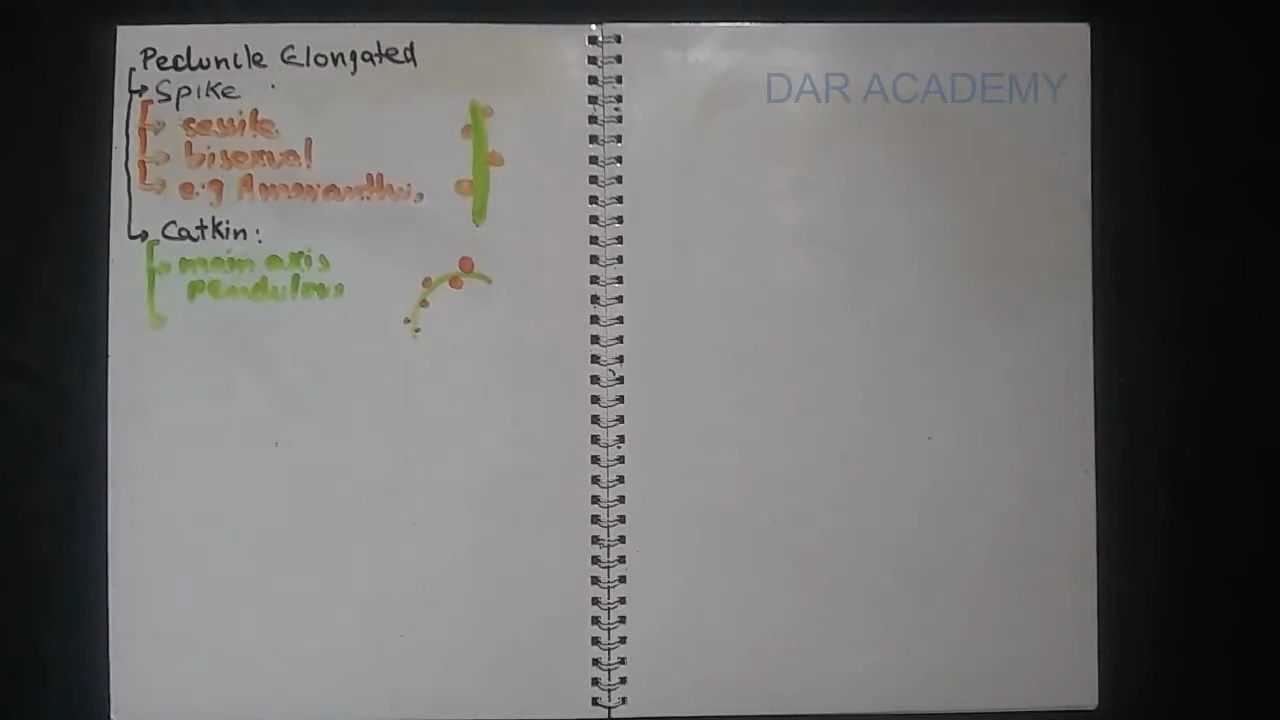 Peduncle Elongated
Spike
sessile
bisexual
e.g Amaranthus,
Catkin:
main axis
pendulous
DAR ACADEMY